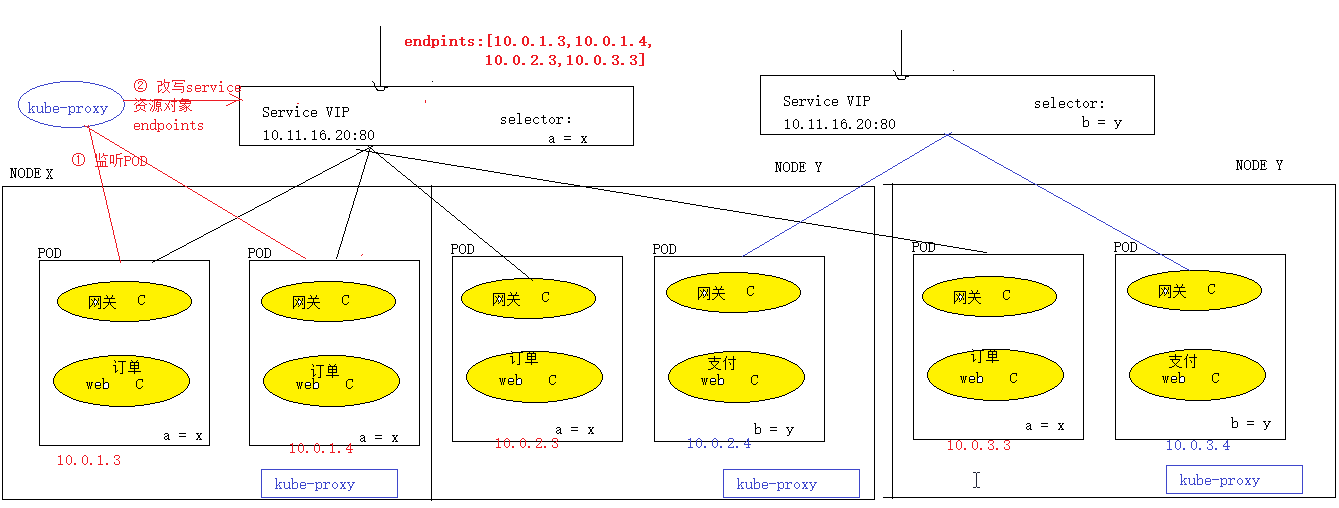 endpints:[10.0.1.3,10.0.1.4,
10.0.2.3,10.0.3.3]
kube-proxy
② 改写service
资源对象
endpoints
Service VIP
10.11.16.20:80
selector:
a = x
Service VIP
10.11.16.20:80
selector:
b = y
① 监听POD
NODE X
NODE Y
NODE Y
POD
网关 C
订单
web C
a = x
10.0.1.3
POD
网关 C
订单
web C
a = x
10.0.1.4
kube-proxy
POD
网关 C
订单
web C
a = x
10.0.2.3
POD
网关 C
支付
web C
b = y
10.0.2.4
kube-proxy
POD
网关 C
订单
web C
a = x
10.0.3.3
POD
网关 C
支付
web C
b = y
10.0.3.4
kube-proxy